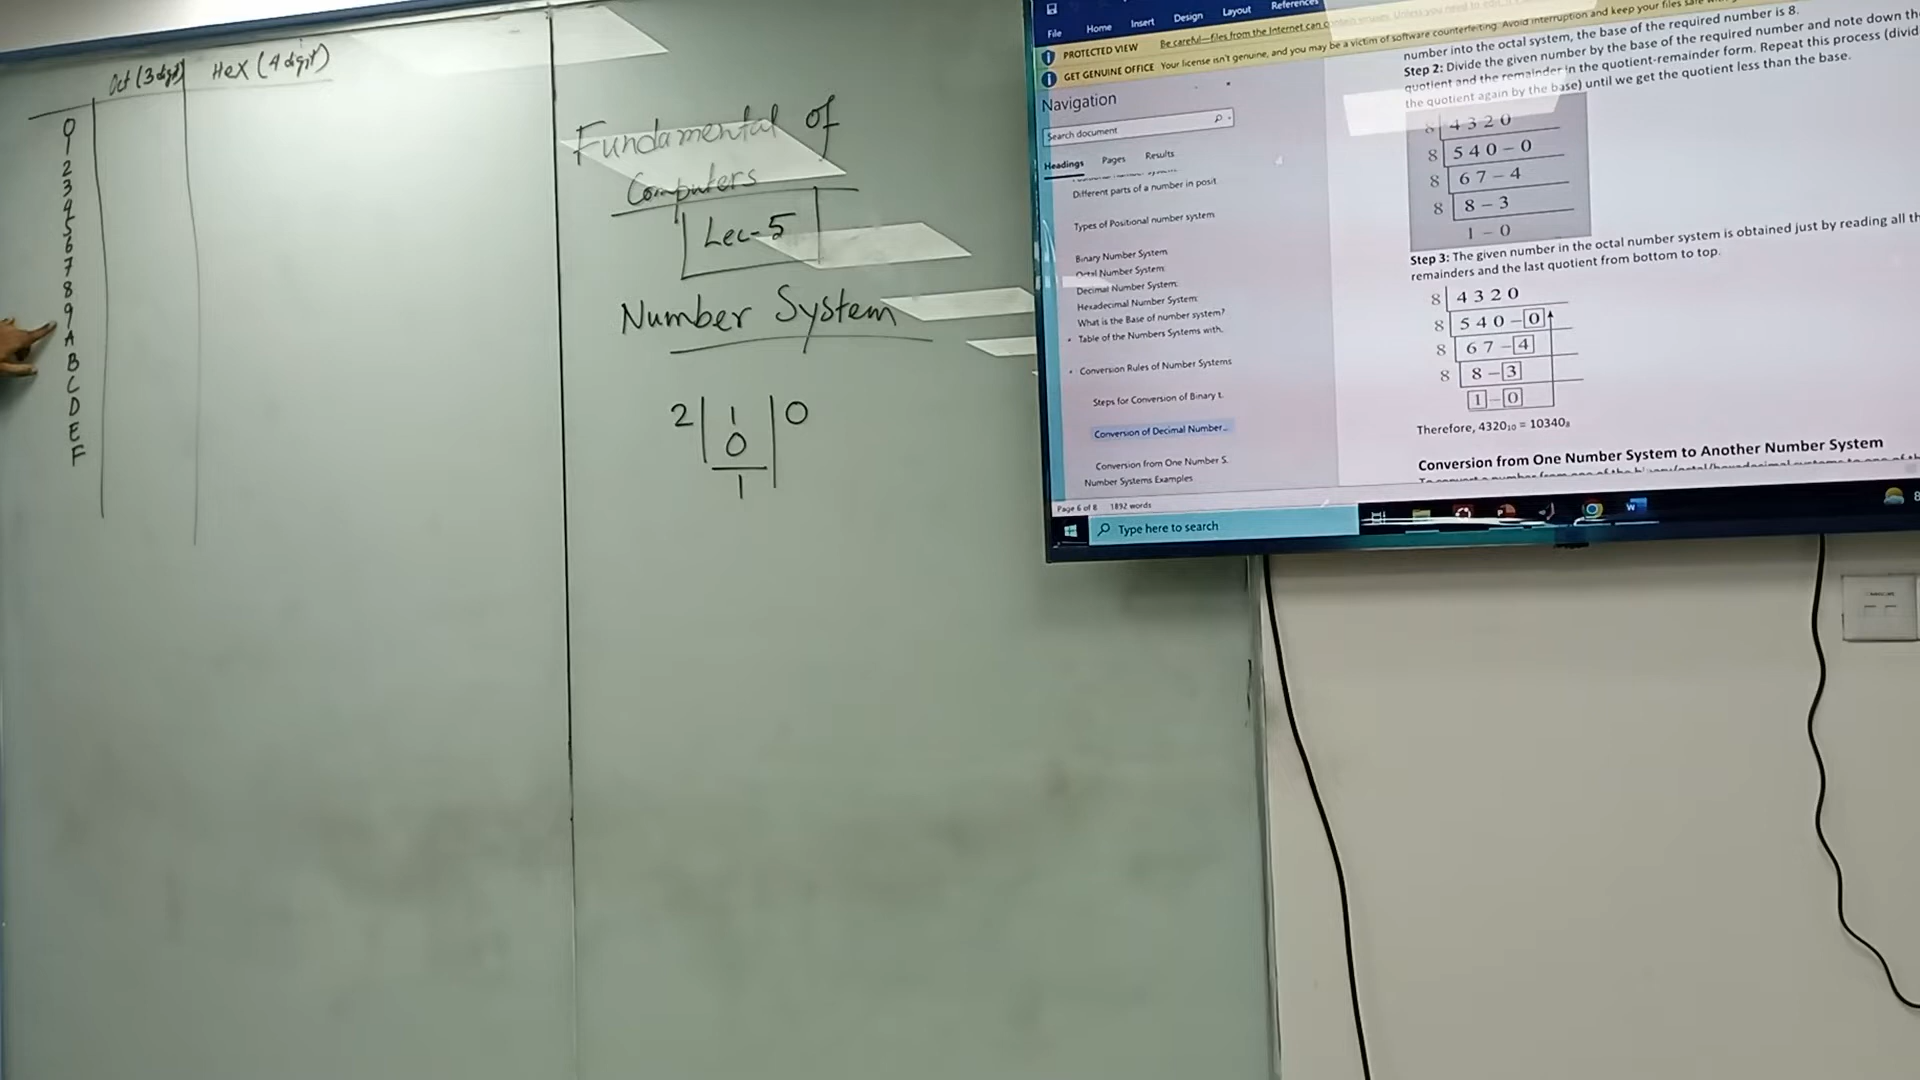 Oct (3 digit) Hex (4 digit)
0
1
2
3
4
5
6
7
8
9
A
B
C
D
E
F
Fundamental of
Computers
Lec-5
Number System
2 1 0
0
1
File Home Insert Design Layout References
PROTECTED VIEW Be careful—files from the Internet can contain viruses. Unless you need to edit, it's
GET GENUINE OFFICE Your license isn't genuine, and you may be a victim of software counterfeiting. Avoid interruption and keep your files safe
Navigation
Search document
Headings Pages Results
Different parts of a number in posit
Types of Positional number system
Binary Number System
Octal Number System
Decimal Number System
Hexadecimal Number System
What is the Base of number system?
Table of the Numbers Systems with.
Conversion Rules of Number Systems
Steps for Conversion of Binary t.
Conversion of Decimal Number...
Conversion from One Number S.
Number Systems Examples
Page 6 of 8 1892 words
number into the octal system, the base of the required number is 8.
Step 2: Divide the given number by the base of the required number and note down th
quotient and the remainder in the quotient-remainder form. Repeat this process (divid
the quotient again by the base) until we get the quotient less than the base.
8 4 3 2 0
8 5 4 0 – 0
8 6 7 – 4
8 8 – 3
1 – 0
Step 3: The given number in the octal number system is obtained just by reading all th
remainders and the last quotient from bottom to top.
8 4 3 2 0
8 5 4 0 – 0
8 6 7 – 4
8 8 – 3
1 – 0
Therefore, 4320₁₀ = 10340₈
Conversion from One Number System to Another Number System
Type here to search
8